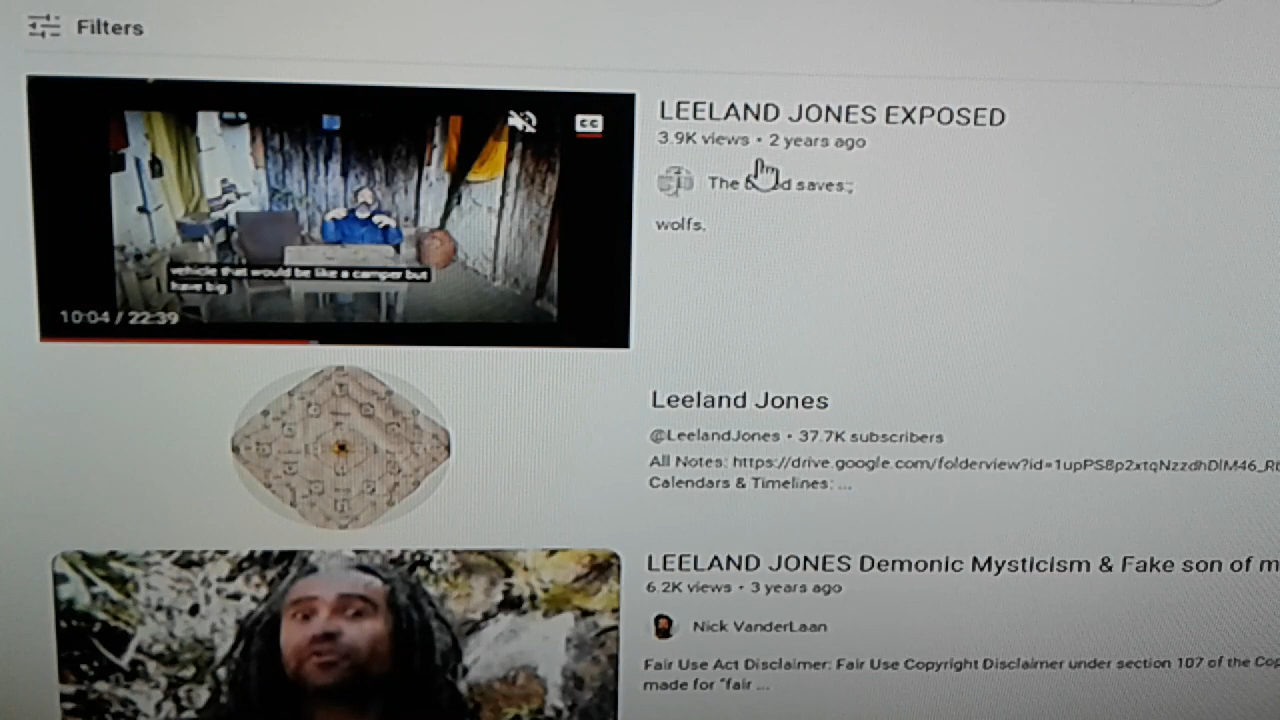 Filters
LEELAND JONES EXPOSED
3.9K views • 2 years ago
The saves;
wolfs.
CC
vehicle that would be like a camper but
have big
10:04 / 22:39
Leeland Jones
@LeelandJones • 37.7K subscribers
All Notes: https://drive.google.com/folderview?id=1upPS8p2xtqNzzdhDlM46_R
Calendars & Timelines: ...
LEELAND JONES Demonic Mysticism & Fake son of m
6.2K views • 3 years ago
Nick VanderLaan
Fair Use Act Disclaimer: Fair Use Copyright Disclaimer under section 107 of the Cop
made for "fair ...